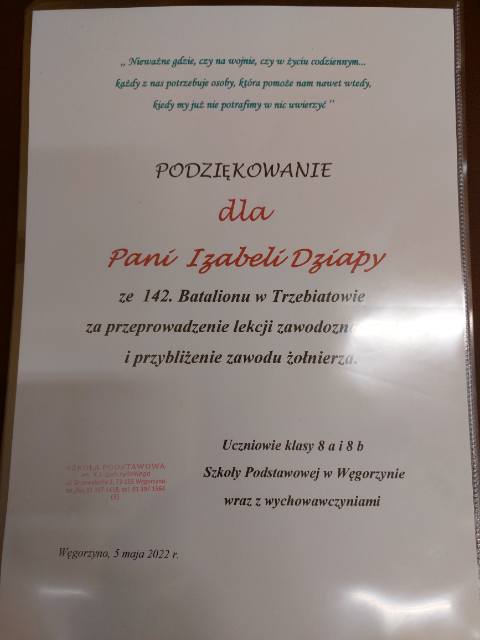 „ Nieważne gdzie, czy na wojnie, czy w życiu codziennym...
każdy z nas potrzebuje osoby, która pomoże nam nawet wtedy,
kiedy my już nie potrafimy w nic uwierzyć ”
PODZIĘKOWANIE
dla
Pani Izabeli Dziapy
ze 142. Batalionu w Trzebiatowie
za przeprowadzenie lekcji
i przybliżenie zawodu żołnierza.
Uczniowie klasy 8 a i 8 b
Szkoły Podstawowej w Węgorzynie
wraz z wychowawczyniami
SZKOŁA PODSTAWOWA
Węgorzyno, 5 maja 2022 r.